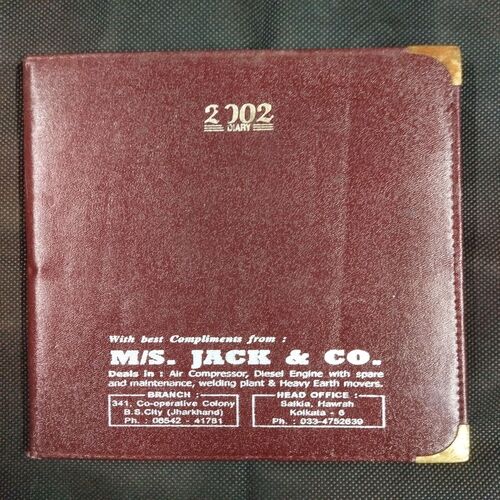 2002
DIARY
With best Compliments from :
M/S. JACK & CO.
Deals in : Air Compressor, Diesel Engine with spare
and maintenance, welding plant & Heavy Earth movers.
BRANCH :
341, Co-operative Colony
B.S.City (Jharkhand)
Ph. : 06542 - 41751
HEAD OFFICE :
Salkia, Hawrah
Kolkata - 6
Ph. : 033-4752639